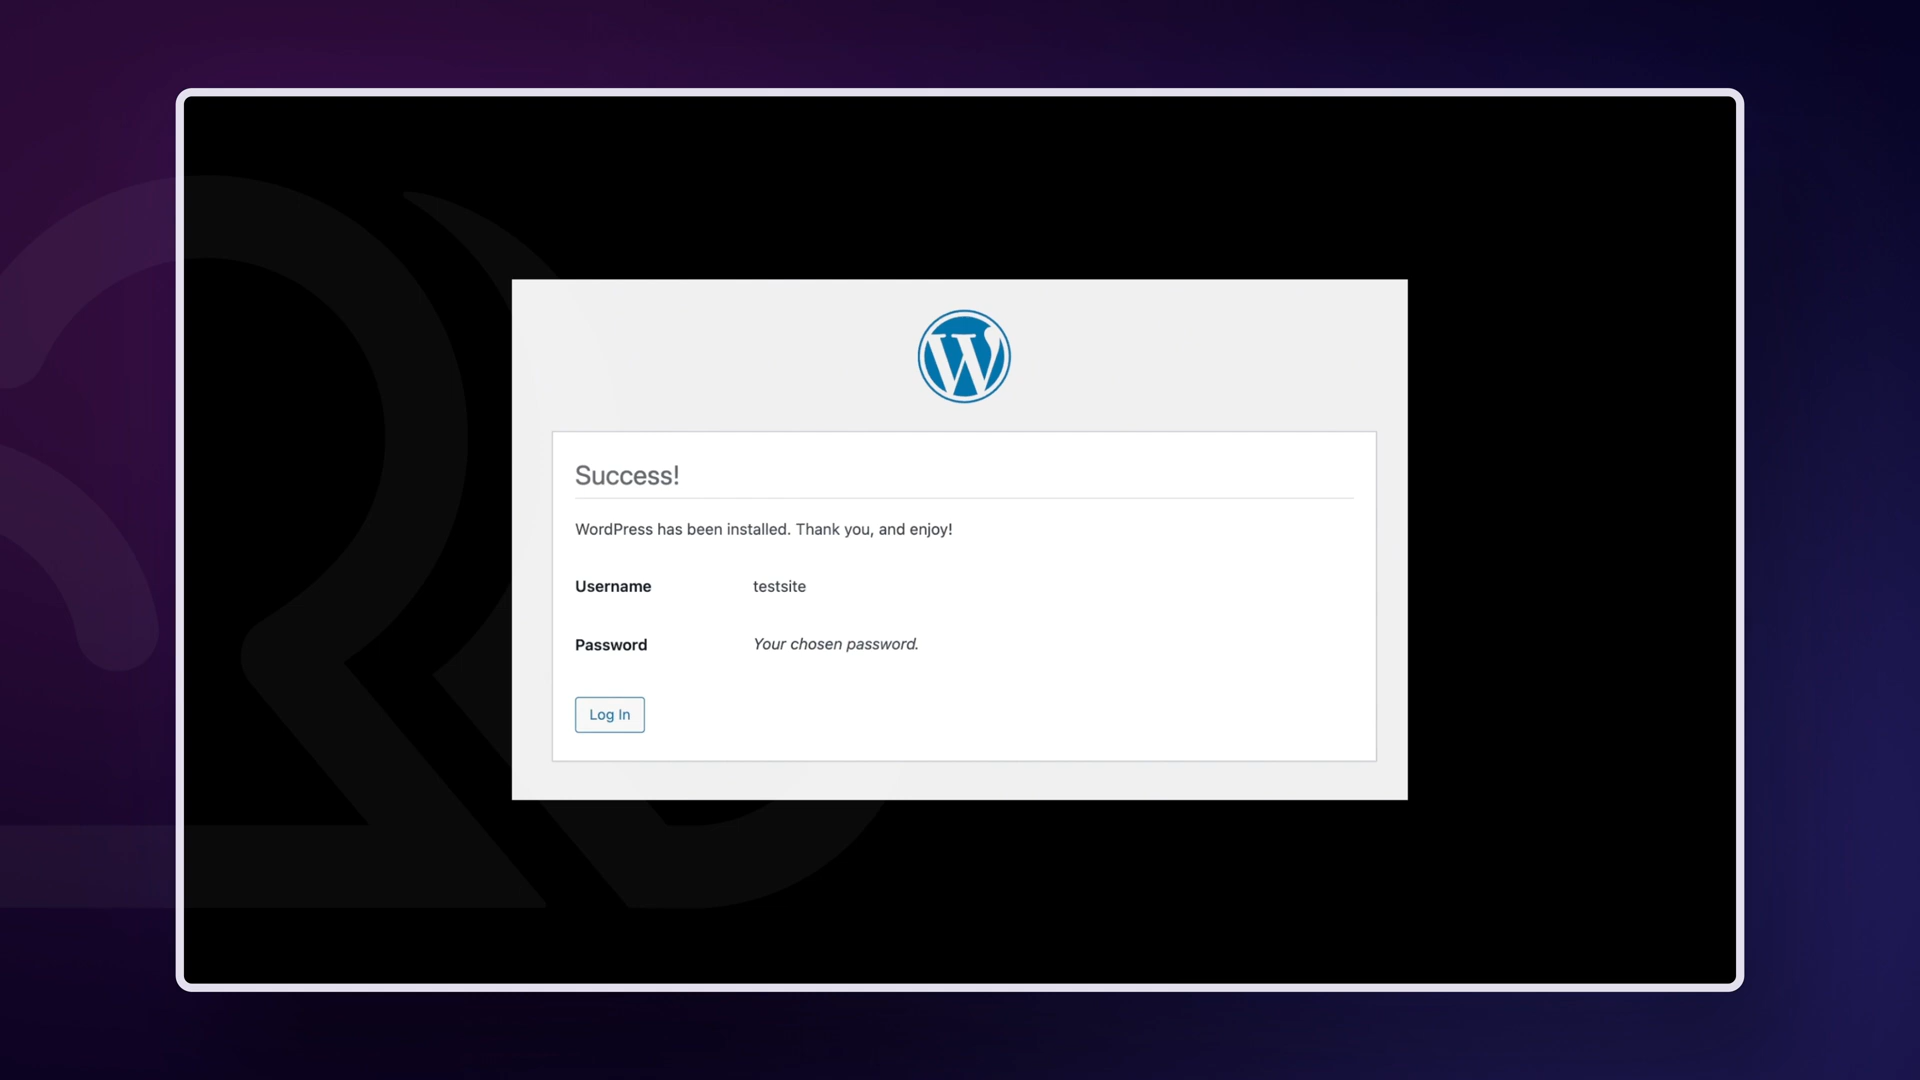 Success!
WordPress has been installed. Thank you, and enjoy!
Username testsite
Password Your chosen password.
Log In